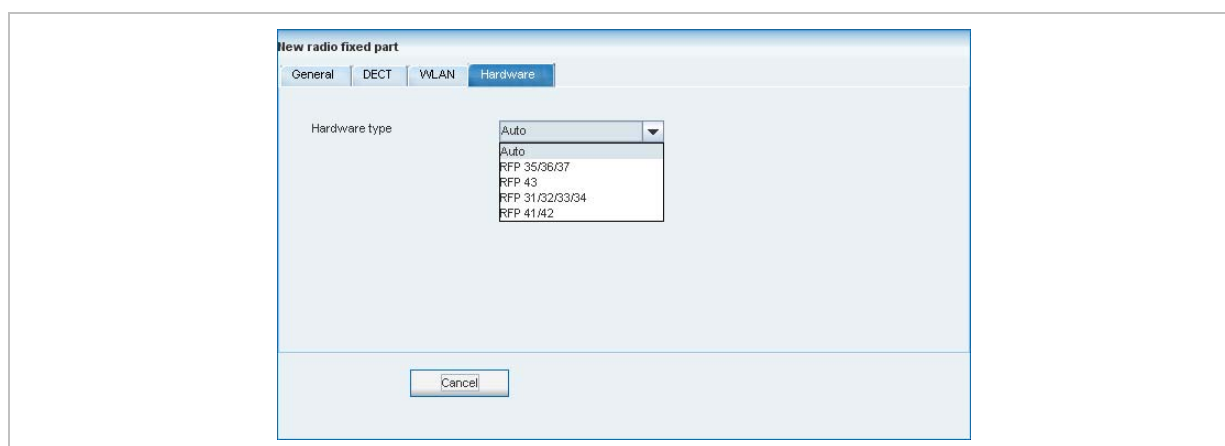 New radio fixed part
General DECT WLAN Hardware
Hardware type Auto
Auto
RFP 35/36/37
RFP 43
RFP 31/32/33/34
RFP 41/42
Cancel